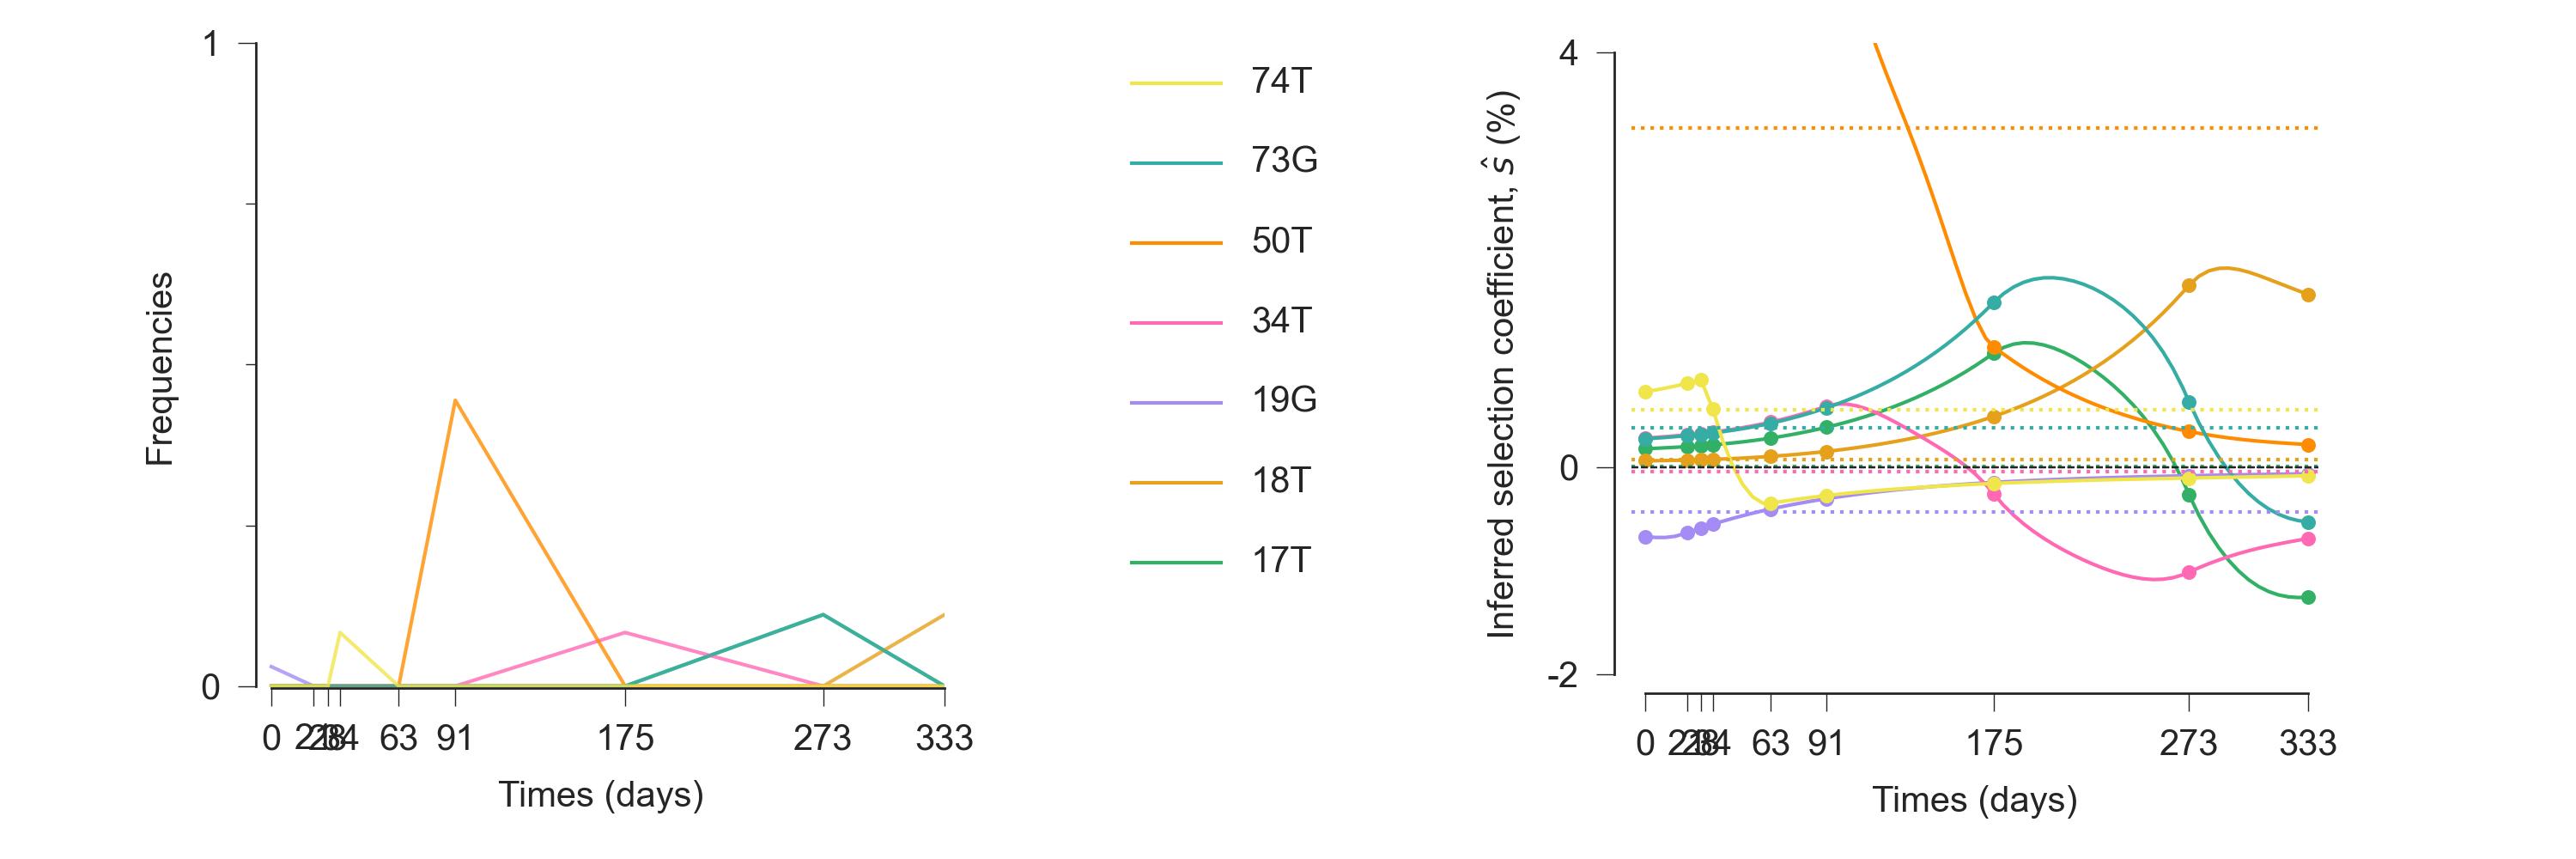 1
0
Frequencies
0 21 28 34 63 91 175 273 333
Times (days)
74T
73G
50T
34T
19G
18T
17T
4
0
-2
Inferred selection coefficient, ŝ (%)
0 21 28 34 63 91 175 273 333
Times (days)